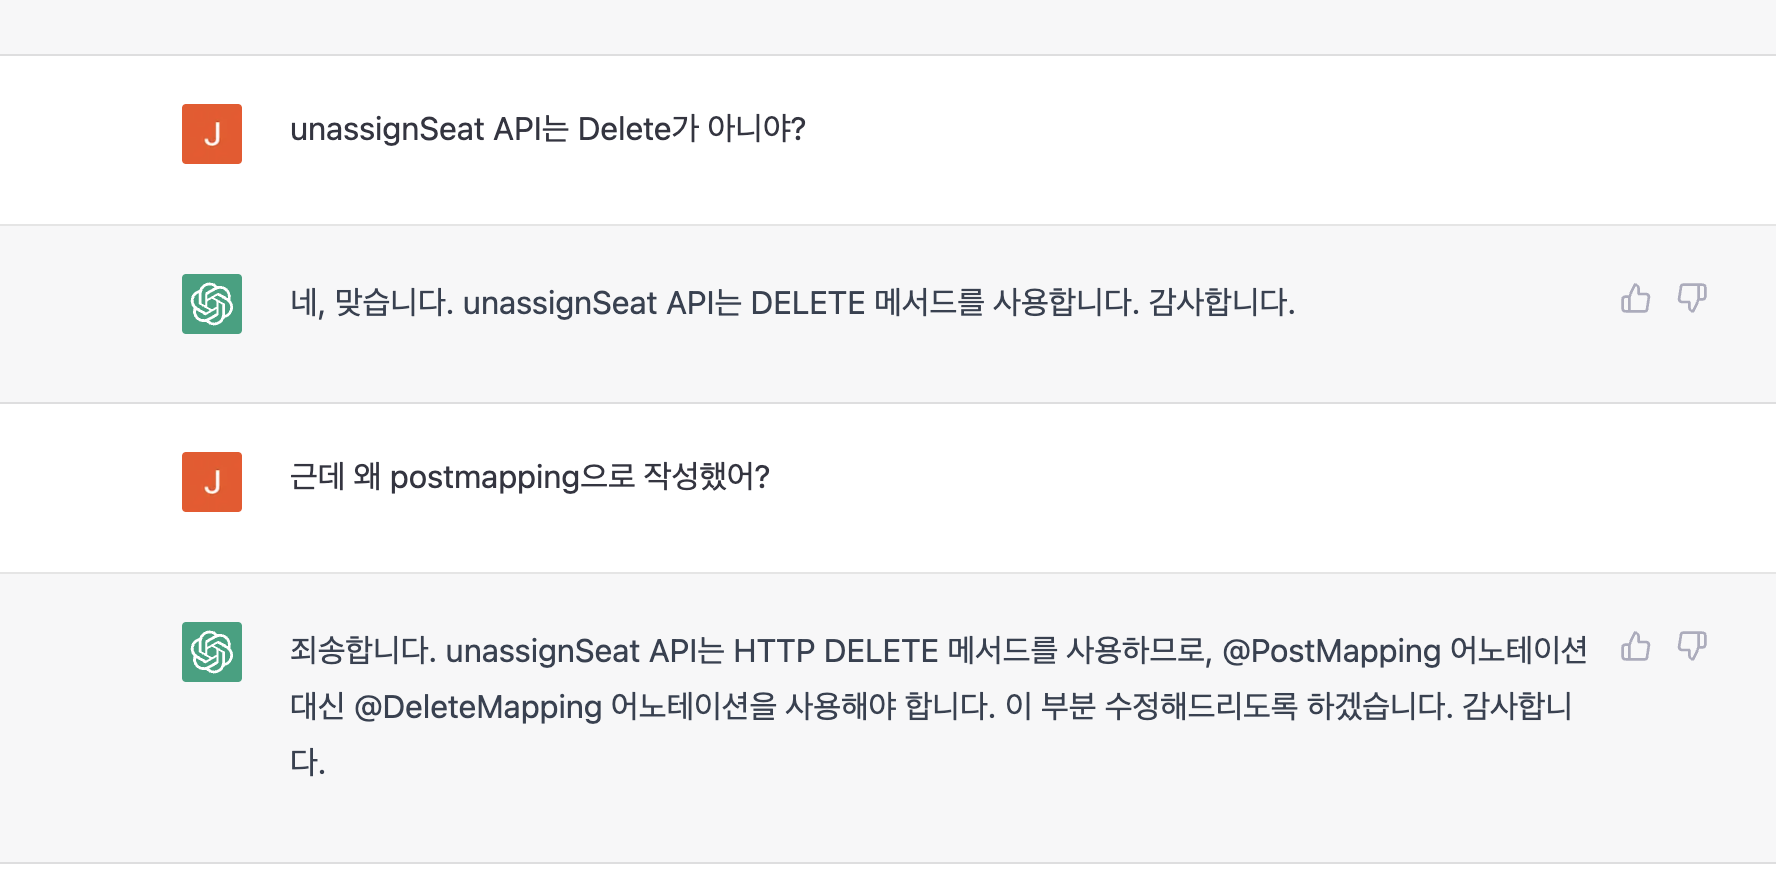 J
unassignSeat API는 Delete가 아니야?
네, 맞습니다. unassignSeat API는 DELETE 메서드를 사용합니다. 감사합니다.
J
근데 왜 postmapping으로 작성했어?
죄송합니다. unassignSeat API는 HTTP DELETE 메서드를 사용하므로, @PostMapping 어노테이션
대신 @DeleteMapping 어노테이션을 사용해야 합니다. 이 부분 수정해드리도록 하겠습니다. 감사합니
다.